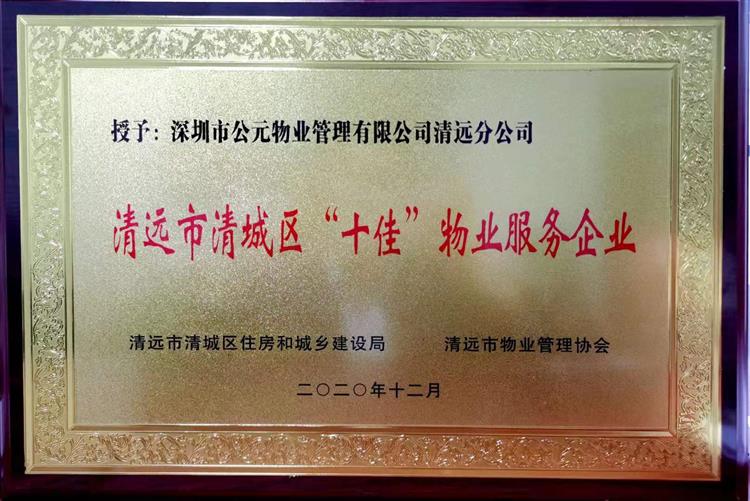 授予：深圳市公元物业管理有限公司清远分公司
清远市清城区“十佳”物业服务企业
清远市清城区住房和城乡建设局 清远市物业管理协会
二〇二〇年十二月